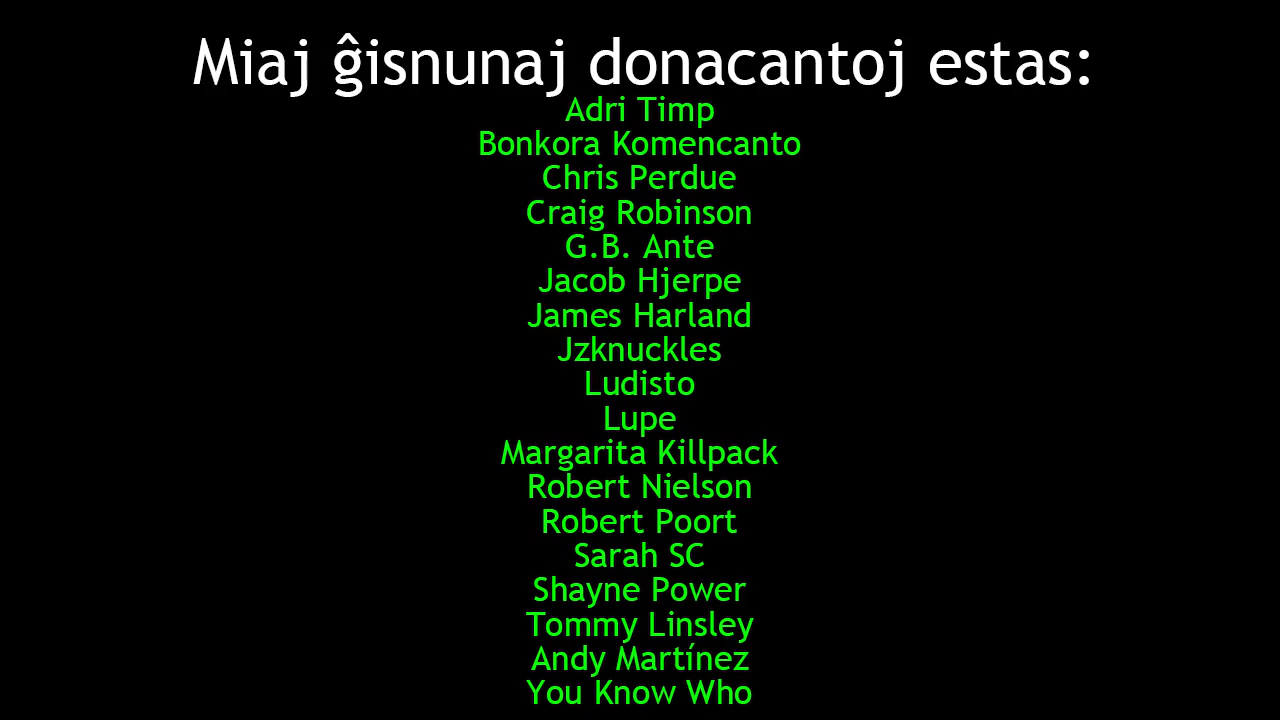 Miaj ĝisnunaj donacantoj estas:
Adri Timp
Bonkora Komencanto
Chris Perdue
Craig Robinson
G.B. Ante
Jacob Hjerpe
James Harland
Jzknuckles
Ludisto
Lupe
Margarita Killpack
Robert Nielson
Robert Poort
Sarah SC
Shayne Power
Tommy Linsley
Andy Martínez
You Know Who